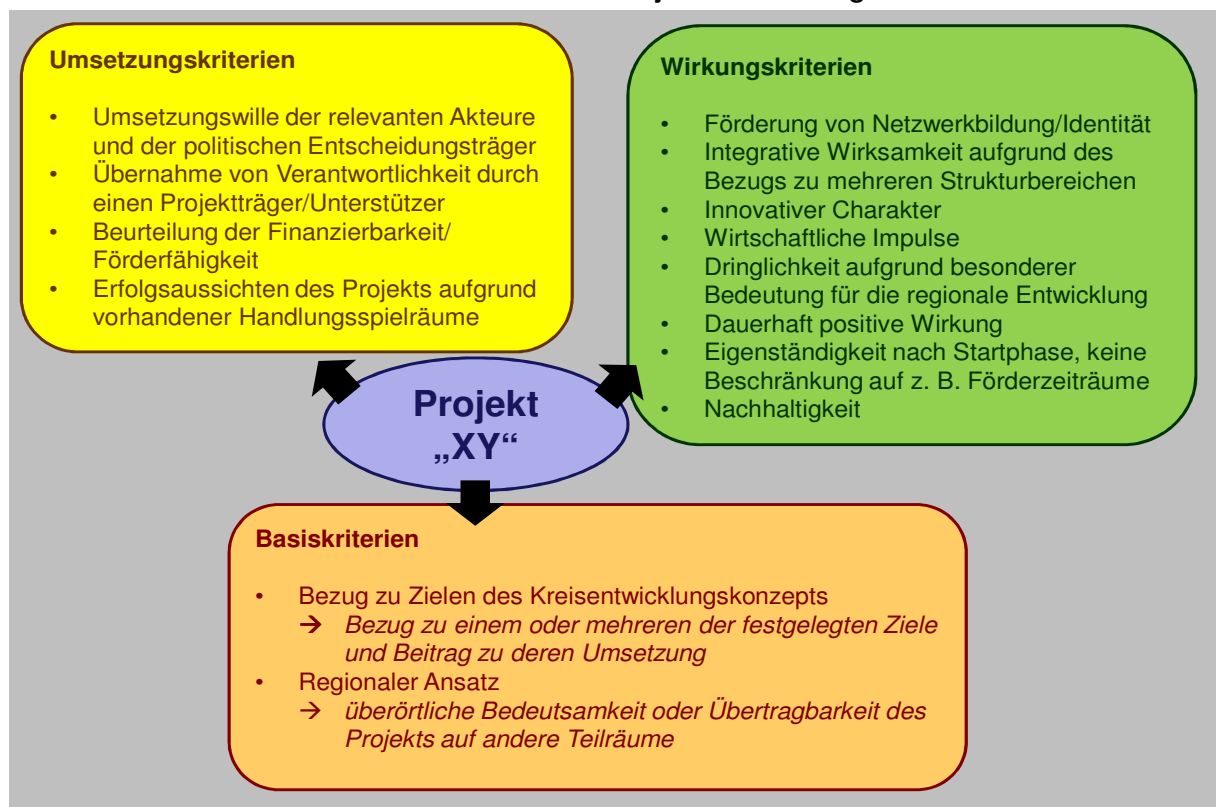 Umsetzungskriterien
• Umsetzungswille der relevanten Akteure
und der politischen Entscheidungsträger
• Übernahme von Verantwortlichkeit durch
einen Projektträger/Unterstützer
• Beurteilung der Finanzierbarkeit/
Förderfähigkeit
• Erfolgsaussichten des Projekts aufgrund
vorhandener Handlungsspielräume
Wirkungskriterien
• Förderung von Netzwerkbildung/Identität
• Integrative Wirksamkeit aufgrund des
Bezugs zu mehreren Strukturbereichen
• Innovativer Charakter
• Wirtschaftliche Impulse
• Dringlichkeit aufgrund besonderer
Bedeutung für die regionale Entwicklung
• Dauerhaft positive Wirkung
• Eigenständigkeit nach Startphase, keine
Beschränkung auf z. B. Förderzeiträume
• Nachhaltigkeit
Projekt
„XY“
Basiskriterien
• Bezug zu Zielen des Kreisentwicklungskonzepts
→ Bezug zu einem oder mehreren der festgelegten Ziele
und Beitrag zu deren Umsetzung
• Regionaler Ansatz
→ überörtliche Bedeutsamkeit oder Übertragbarkeit des
Projekts auf andere Teilräume